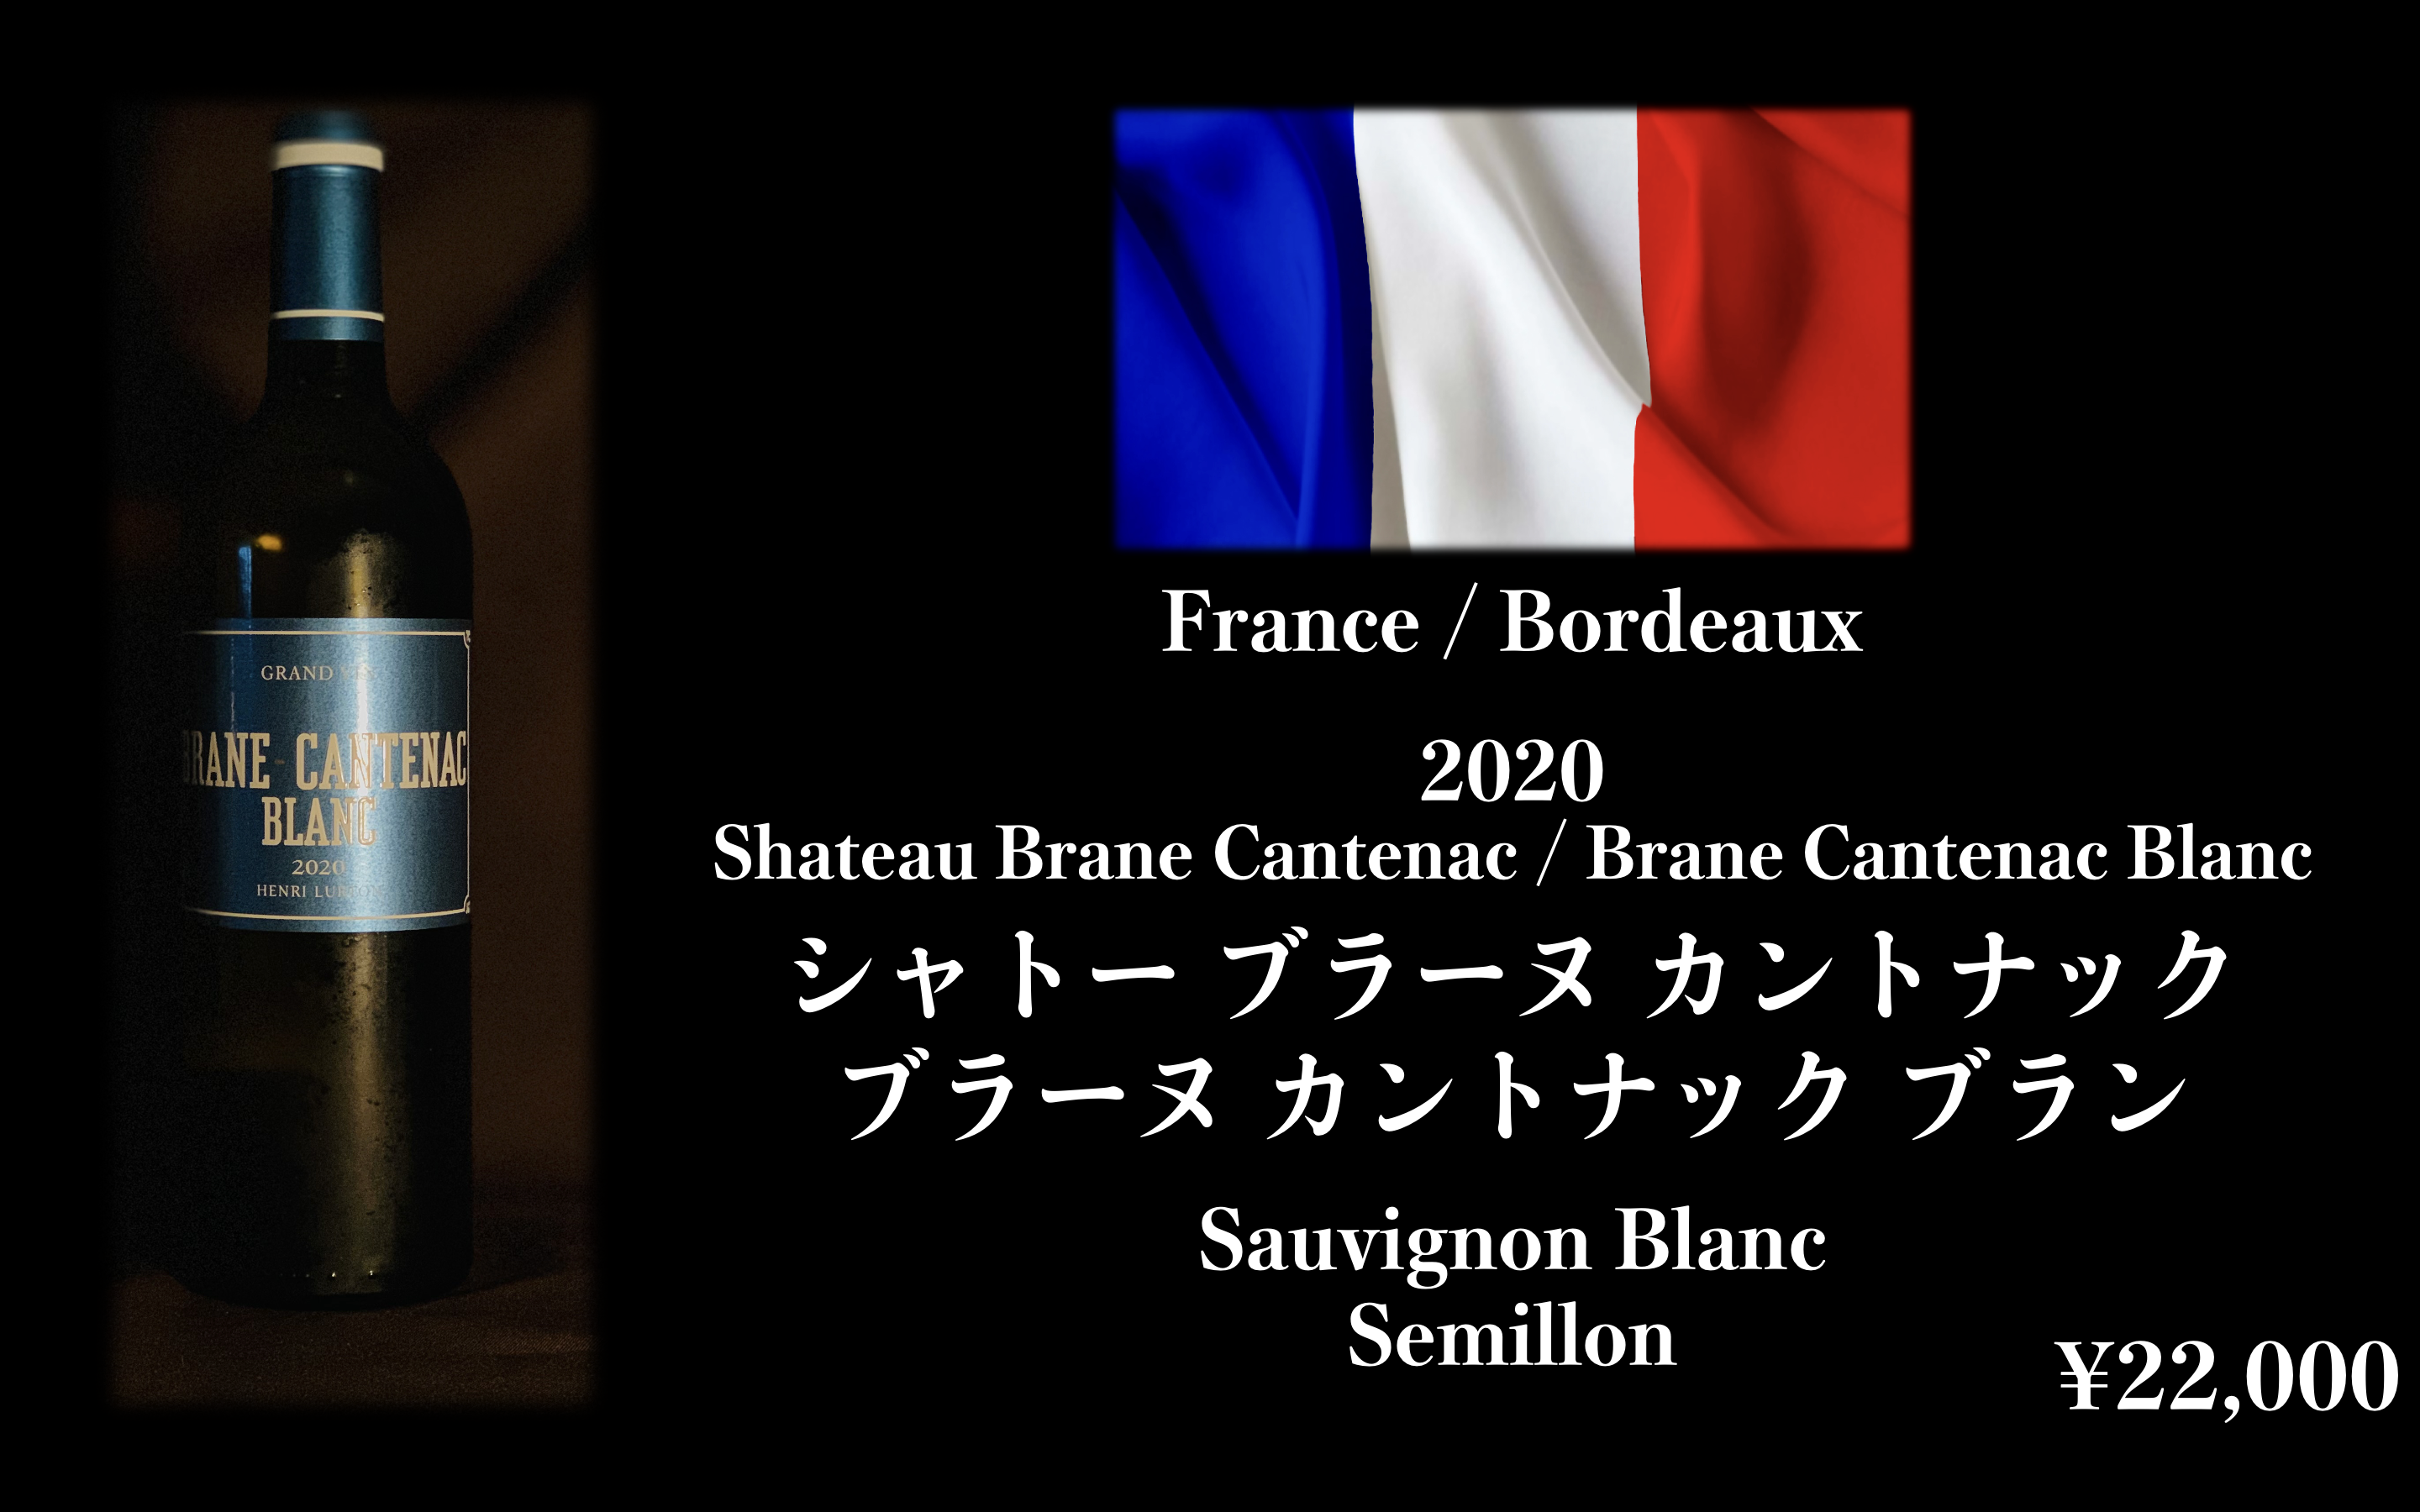 GRAND
BRANE-CANTENAC
BLANC
2020
HENRI LURTON
France / Bordeaux
2020
Shateau Brane Cantenac / Brane Cantenac Blanc
シャトー ブラーヌ カントナック
ブラーヌ カントナック ブラン
Sauvignon Blanc
Semillon
¥22,000